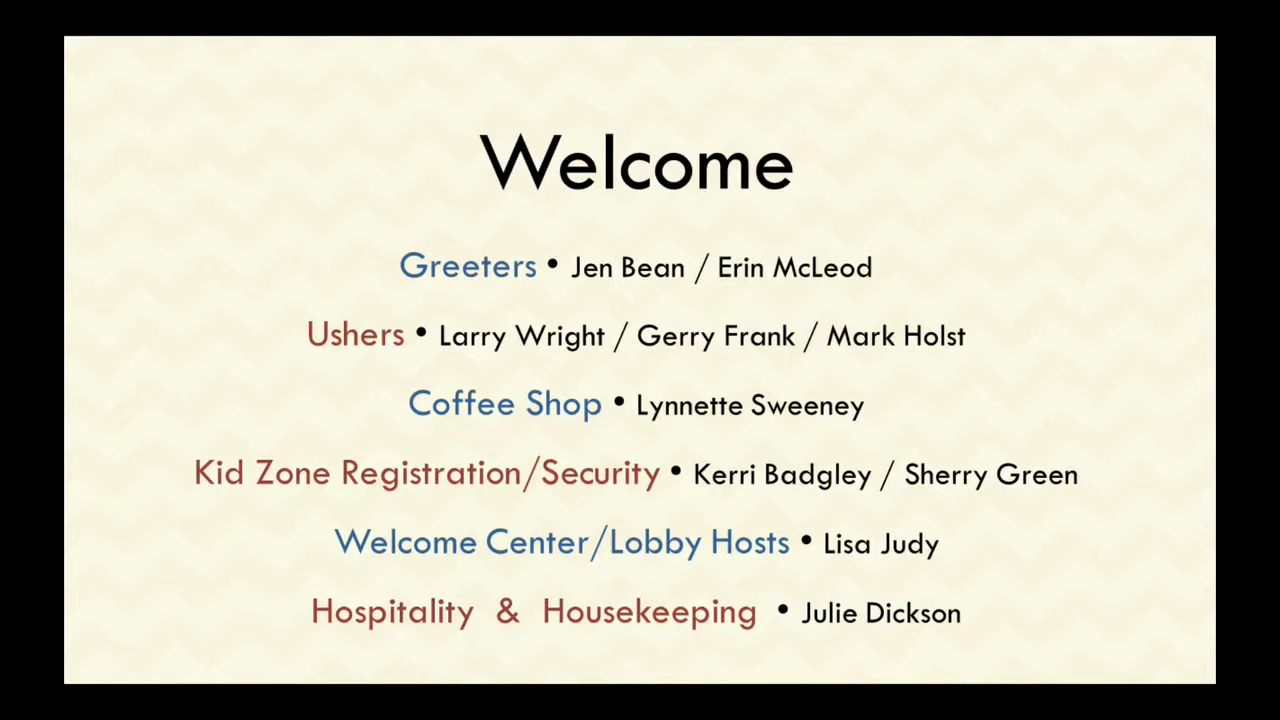 Welcome
Greeters • Jen Bean / Erin McLeod
Ushers • Larry Wright / Gerry Frank / Mark Holst
Coffee Shop • Lynnette Sweeney
Kid Zone Registration/Security • Kerri Badgley / Sherry Green
Welcome Center/Lobby Hosts • Lisa Judy
Hospitality & Housekeeping • Julie Dickson